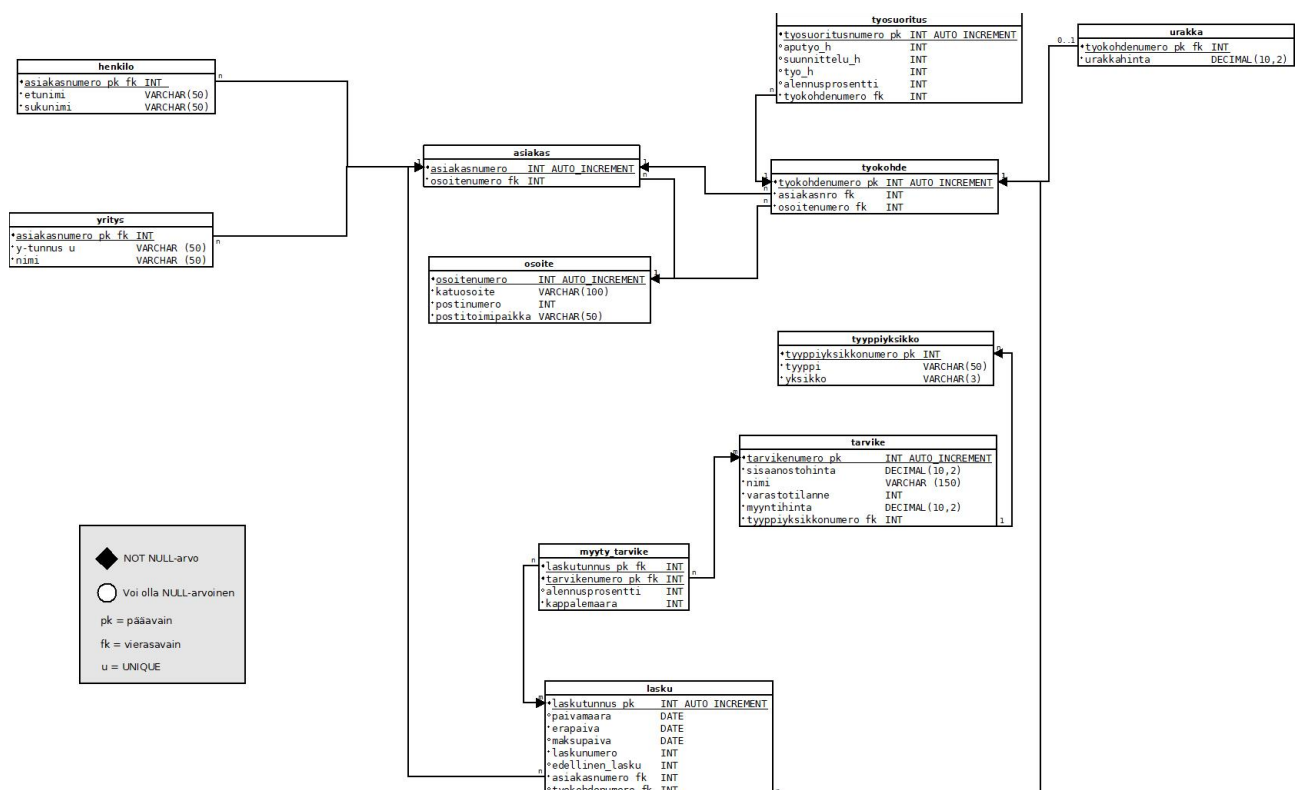 henkilo
asiakasnumero pk fk INT
etunimi VARCHAR(50)
sukunimi VARCHAR(50)
yritys
asiakasnumero pk fk INT
y-tunnus u VARCHAR (50)
nimi VARCHAR (50)
asiakas
asiakasnumero INT AUTO_INCREMENT
osoitenumero fk INT
osoite
osoitenumero INT AUTO_INCREMENT
katuosoite VARCHAR(100)
postinumero INT
postitoimipaikka VARCHAR(50)
tyosuoritus
tyosuoritusnumero pk INT AUTO_INCREMENT
aputyo_h INT
suunnittelu_h INT
tyo_h INT
alennusprosentti INT
tyokohdenumero fk INT
urakka
tyokohdenumero pk fk INT
urakkahinta DECIMAL(10,2)
tyokohde
tyokohdenumero pk INT AUTO_INCREMENT
asiakasnro fk INT
osoitenumero fk INT
tyyppiyksikko
tyyppiyksikkonumero pk INT
tyyppi VARCHAR(50)
yksikko VARCHAR(3)
tarvike
tarvikenumero pk INT AUTO_INCREMENT
sisaanostohinta DECIMAL(10,2)
nimi VARCHAR (150)
varastotilanne INT
myyntihinta DECIMAL(10,2)
tyyppiyksikkonumero fk INT
myyty_tarvike
laskutunnus pk fk INT
tarvikenumero pk fk INT
alennusprosentti INT
kappalemaara INT
lasku
laskutunnus pk INT AUTO_INCREMENT
paivamaara DATE
erapaiva DATE
maksupaiva DATE
laskunumero INT
edellinen_lasku INT
asiakasnumero fk INT
tyokohdenumero fk INT
NOT NULL-arvo
Voi olla NULL-arvoinen
pk = pääavain
fk = vierasavain
u = UNIQUE
n
n
1
1
n
n
1
0..1
1
n
n
1
n
1
n
n
n